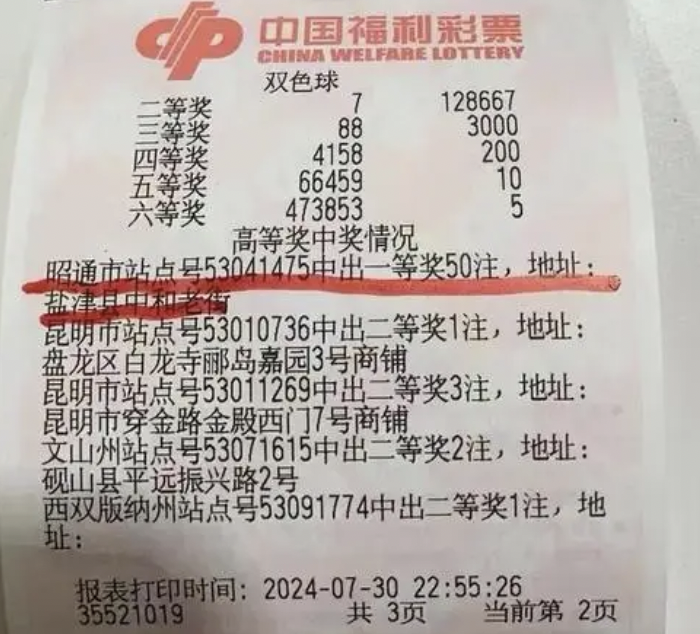 中国福利彩票
CHINA WELFARE LOTTERY
双色球
二等奖 7 128667
三等奖 88 3000
四等奖 4158 200
五等奖 66459 10
六等奖 473853 5
高等奖中奖情况
昭通市站点号53041475中出一等奖50注，地址：
盐津县中和老街
昆明市站点号53010736中出二等奖1注，地址：
盘龙区白龙寺郦岛嘉园3号商铺
昆明市站点号53011269中出二等奖3注，地址：
昆明市穿金路金殿西门7号商铺
文山州站点号53071615中出二等奖2注，地址：
砚山县平远振兴路2号
西双版纳州站点号53091774中出二等奖1注，地
址：
报表打印时间: 2024-07-30 22:55:26
35521019 共 3页 当前第 2页